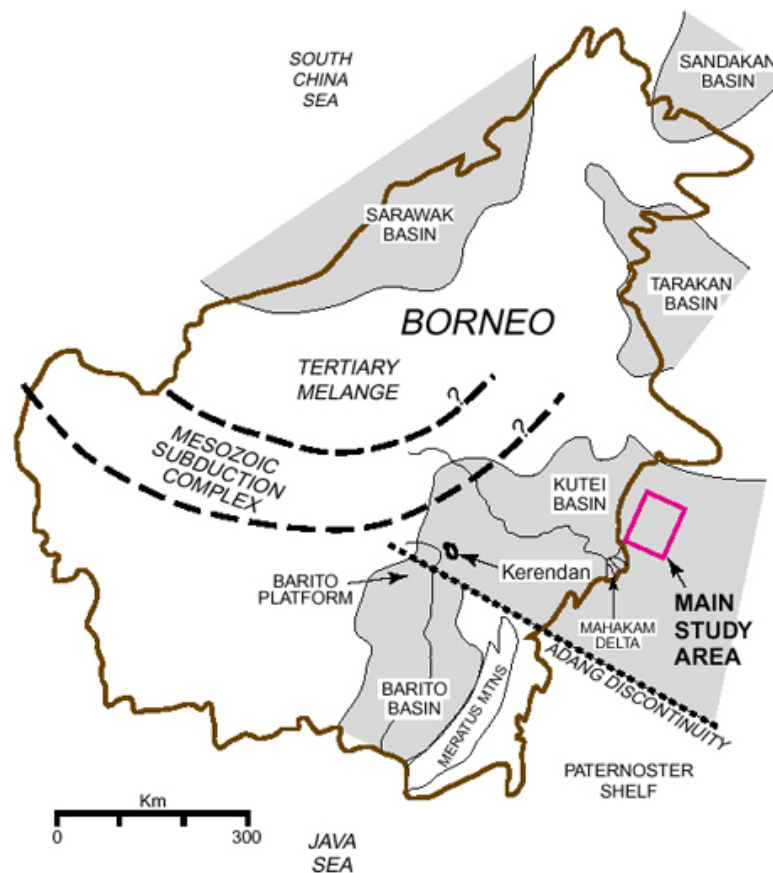 SOUTH
CHINA
SEA
SANDAKAN
BASIN
SARAWAK
BASIN
TARAKAN
BASIN
BORNEO
TERTIARY
MELANGE
?
?
MESOZOIC
SUBDUCTION
COMPLEX
KUTEI
BASIN
Kerendan
BARITO
PLATFORM
MAHAKAM
DELTA
MAIN
STUDY
AREA
ADANG DISCONTINUITY
BARITO
BASIN
MERATUS MTNS
PATERNOSTER
SHELF
Km
0
300
JAVA
SEA